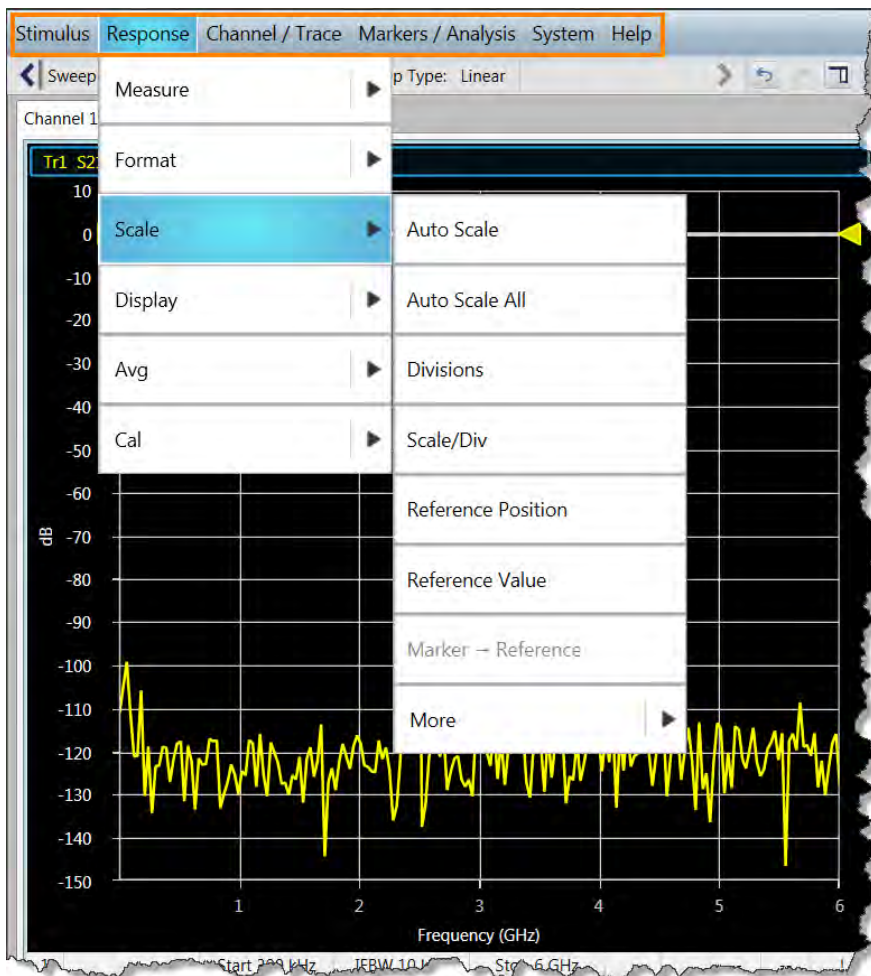 Stimulus Response Channel / Trace Markers / Analysis System Help
Sweep p Type: Linear
Channel 1
Tr1 S2
Measure
Format
Scale
Display
Avg
Cal
Auto Scale
Auto Scale All
Divisions
Scale/Div
Reference Position
Reference Value
Marker → Reference
More
10
0
-10
-20
-30
-40
-50
-60
-70
-80
-90
-100
-110
-120
-130
-140
-150
dB
1 2 3 4 5 6
Frequency (GHz)
Start IFBW 10 6 GHz